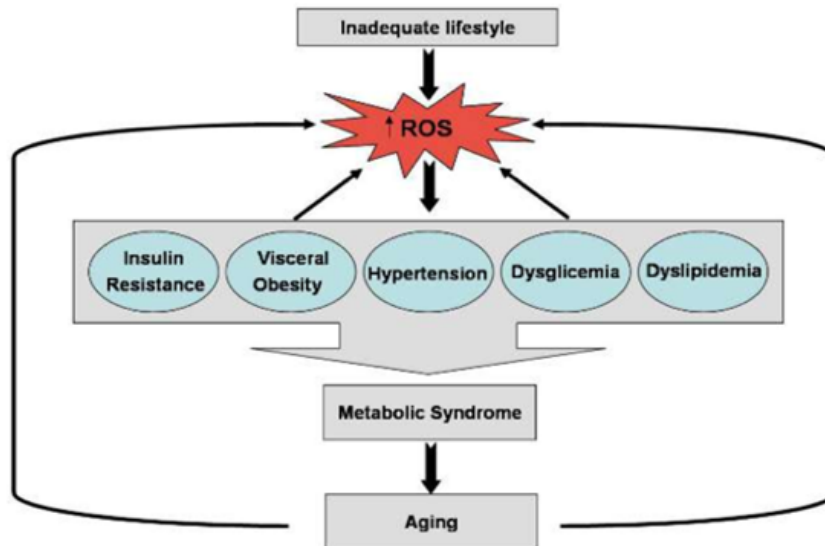 Inadequate lifestyle
↑ ROS
Insulin
Resistance
Visceral
Obesity
Hypertension
Dysglicemia
Dyslipidemia
Metabolic Syndrome
Aging